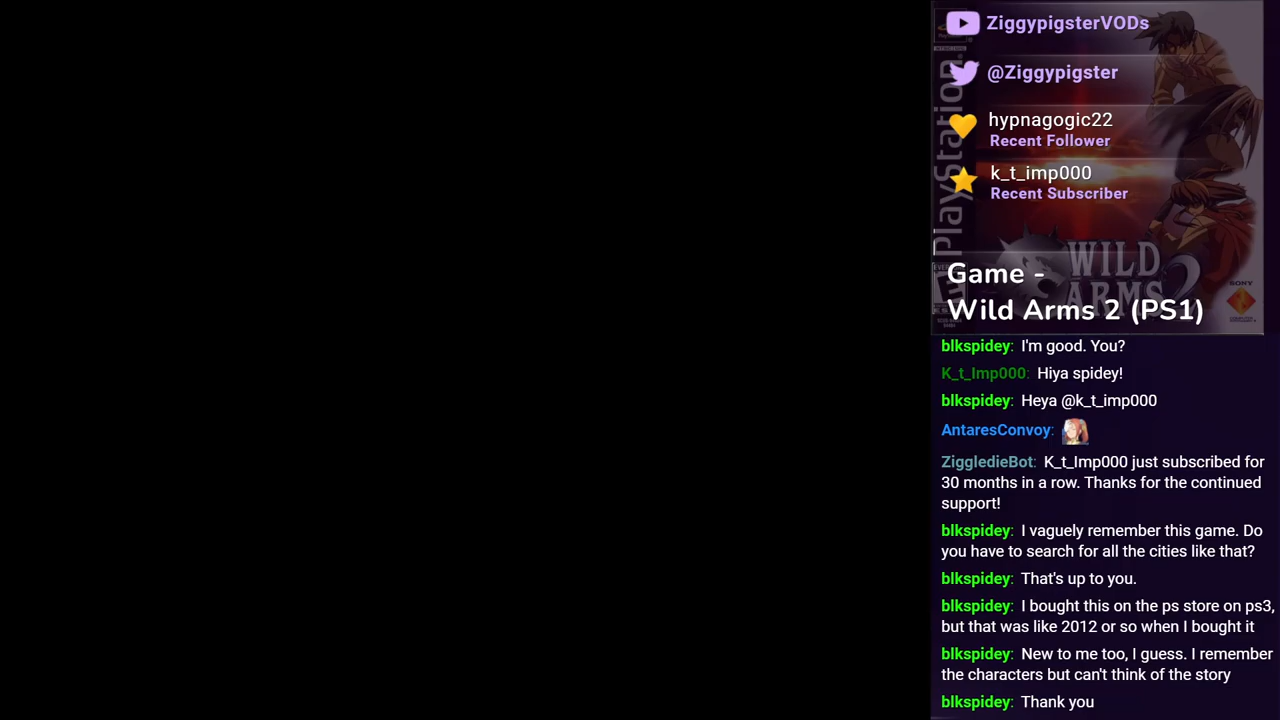 ZiggypigsterVODs
@Ziggypigster
hypnagogic22
Recent Follower
k_t_imp000
Recent Subscriber
PlayStation
WILD
ARMS 2
SONY
Game -
Wild Arms 2 (PS1)
blkspidey: I'm good. You?
K_t_Imp000: Hiya spidey!
blkspidey: Heya @k_t_imp000
AntaresConvoy:
ZiggledieBot: K_t_Imp000 just subscribed for
30 months in a row. Thanks for the continued
support!
blkspidey: I vaguely remember this game. Do
you have to search for all the cities like that?
blkspidey: That's up to you.
blkspidey: I bought this on the ps store on ps3,
but that was like 2012 or so when I bought it
blkspidey: New to me too, I guess. I remember
the characters but can't think of the story
blkspidey: Thank you